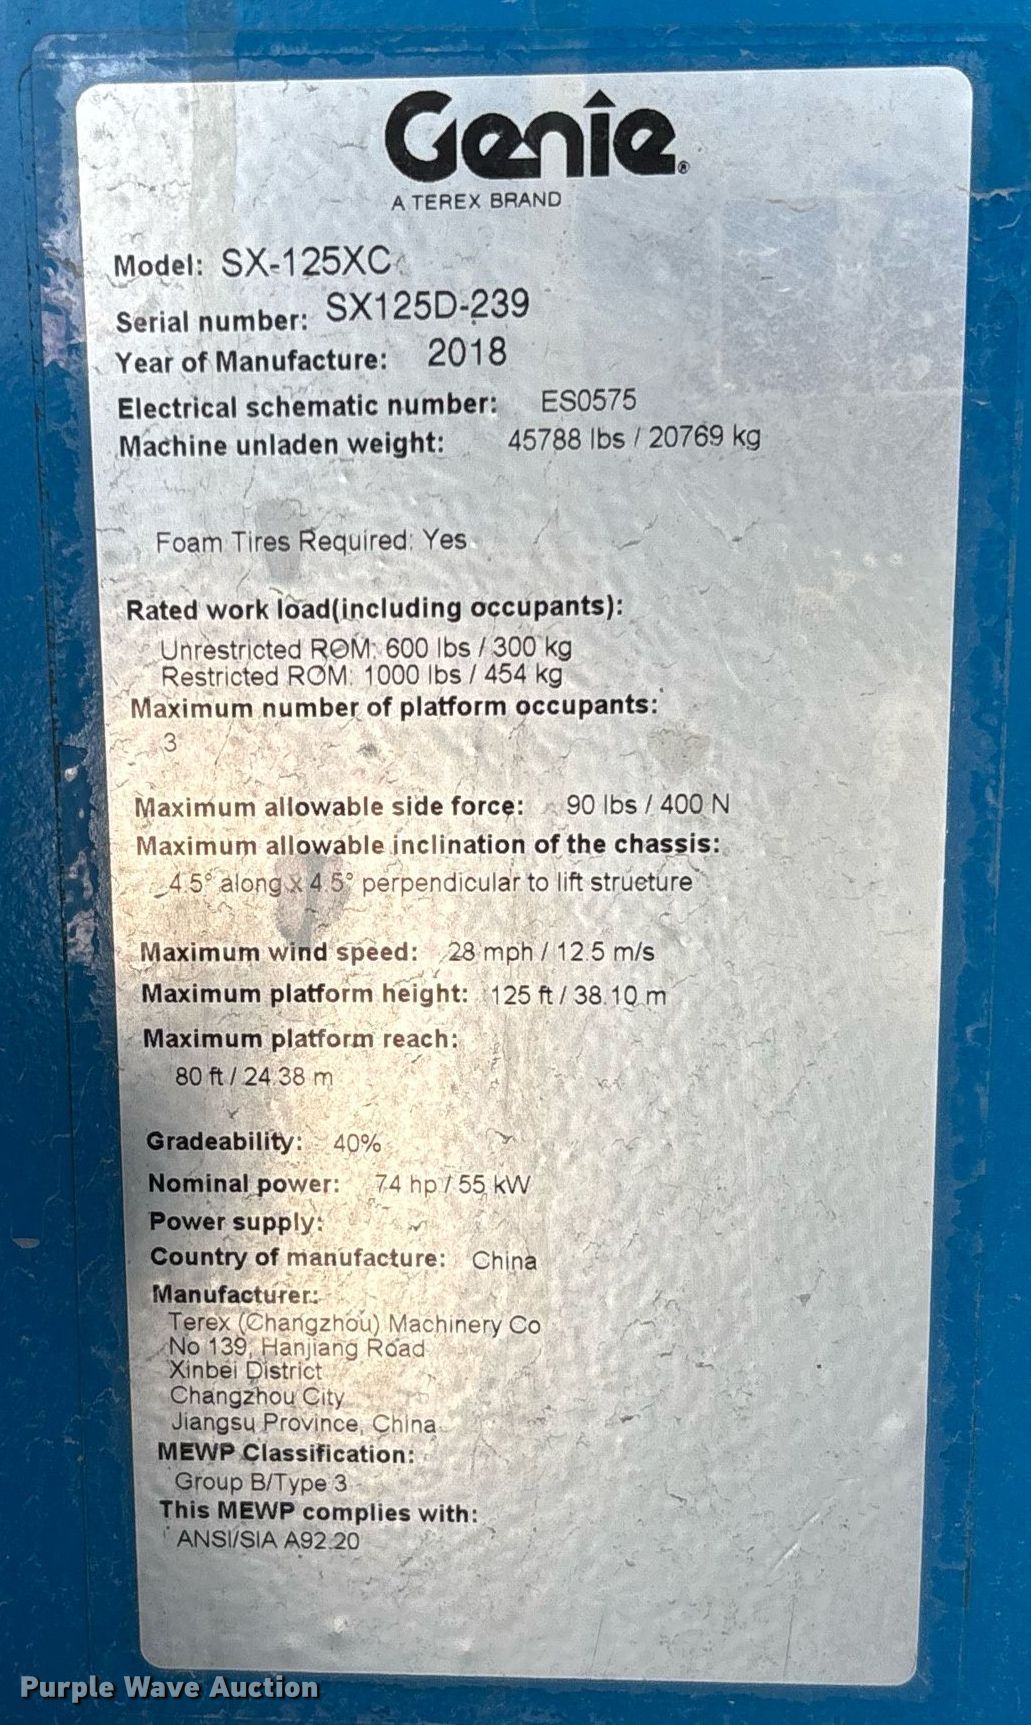 Genie®
A TEREX BRAND
Model: SX-125XC
Serial number: SX125D-239
Year of Manufacture: 2018
Electrical schematic number: ES0575
Machine unladen weight: 45788 lbs / 20769 kg
Foam Tires Required: Yes
Rated work load(including occupants):
Unrestricted ROM: 600 lbs / 300 kg
Restricted ROM: 1000 lbs / 454 kg
Maximum number of platform occupants:
3
Maximum allowable side force: 90 lbs / 400 N
Maximum allowable inclination of the chassis:
4.5° along x 4.5° perpendicular to lift structure
Maximum wind speed: 28 mph / 12.5 m/s
Maximum platform height: 125 ft / 38.10 m
Maximum platform reach:
80 ft / 24.38 m
Gradeability: 40%
Nominal power: 74 hp / 55 kW
Power supply:
Country of manufacture: China
Manufacturer:
Terex (Changzhou) Machinery Co
No 139, Hanjiang Road
Xinbei District
Changzhou City
Jiangsu Province, China
MEWP Classification:
Group B/Type 3
This MEWP complies with:
ANSI/SIA A92.20
Purple Wave Auction